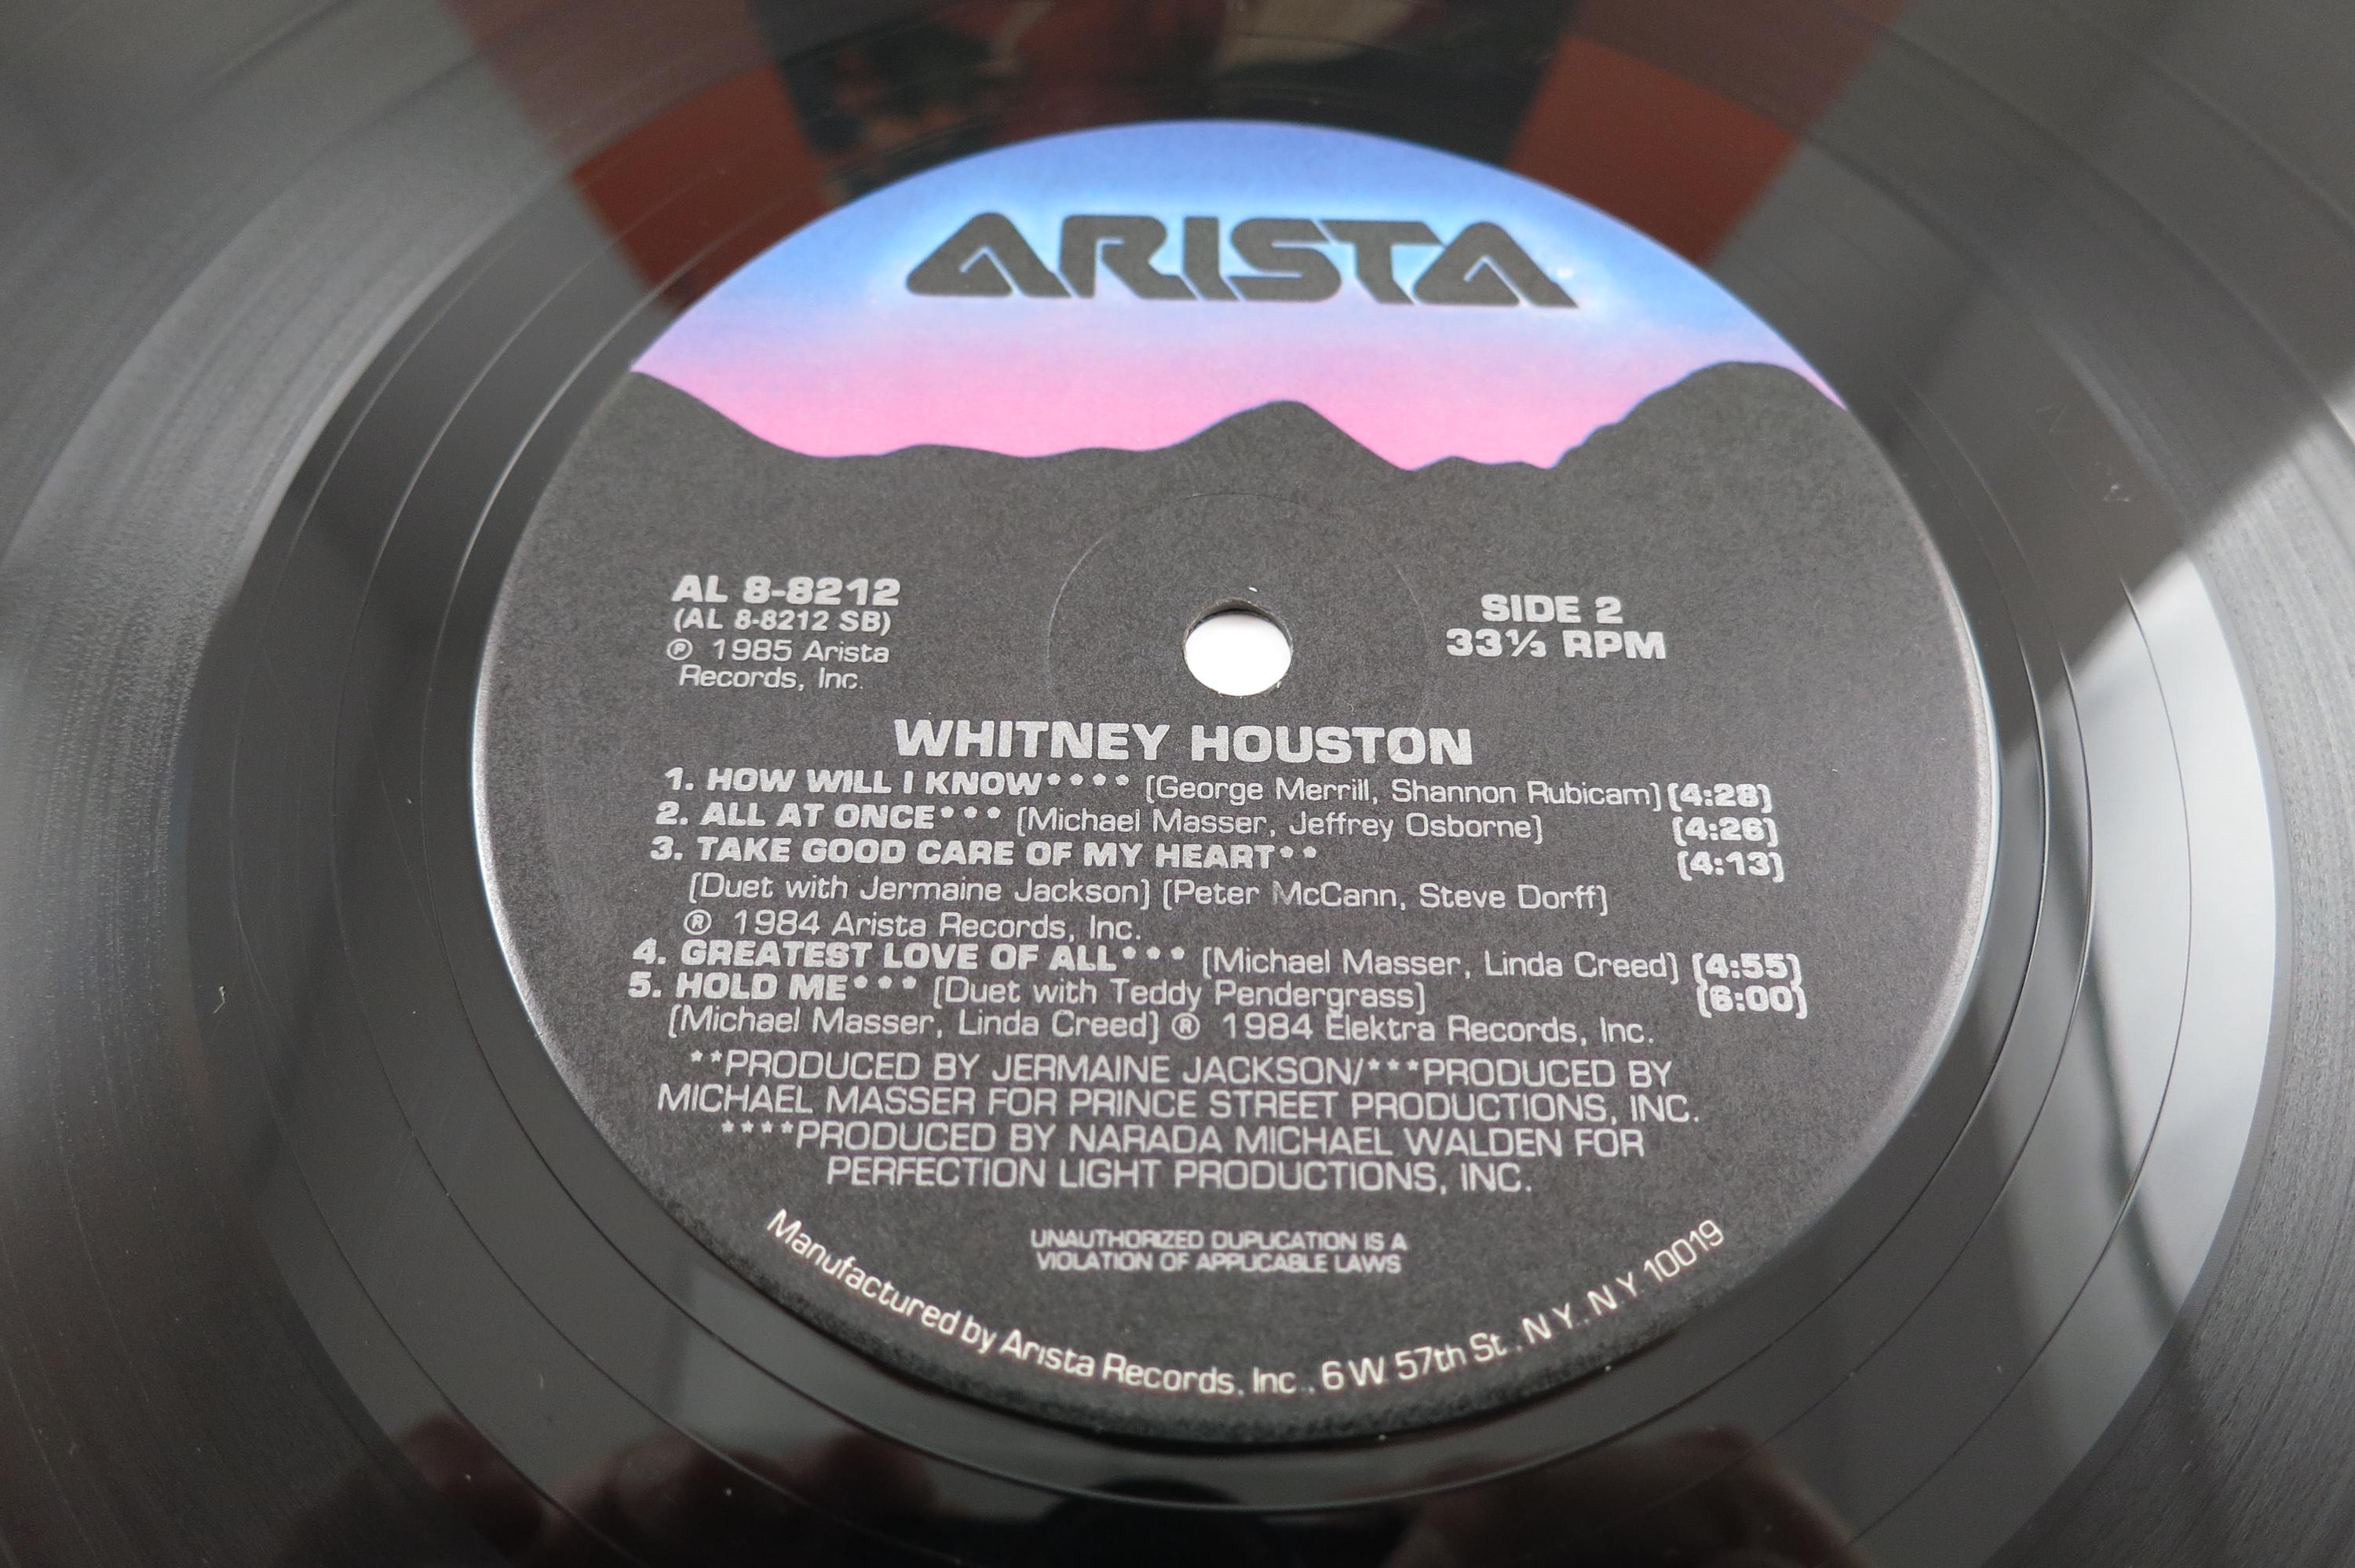 ARISTA
AL 8-8212
(AL 8-8212 SB)
℗ 1985 Arista
Records, Inc.
SIDE 2
33⅓ RPM
WHITNEY HOUSTON
1. HOW WILL I KNOW**** [George Merrill, Shannon Rubicam] [4:28]
2. ALL AT ONCE*** [Michael Masser, Jeffrey Osborne] [4:26]
3. TAKE GOOD CARE OF MY HEART** [4:13]
[Duet with Jermaine Jackson] [Peter McCann, Steve Dorff]
® 1984 Arista Records, Inc.
4. GREATEST LOVE OF ALL*** [Michael Masser, Linda Creed] [4:55]
5. HOLD ME*** [Duet with Teddy Pendergrass] [6:00]
[Michael Masser, Linda Creed] ® 1984 Elektra Records, Inc.
**PRODUCED BY JERMAINE JACKSON/***PRODUCED BY
MICHAEL MASSER FOR PRINCE STREET PRODUCTIONS, INC.
****PRODUCED BY NARADA MICHAEL WALDEN FOR
PERFECTION LIGHT PRODUCTIONS, INC.
UNAUTHORIZED DUPLICATION IS A
VIOLATION OF APPLICABLE LAWS
Manufactured by Arista Records, Inc., 6 W 57th St., N.Y., N.Y. 10019